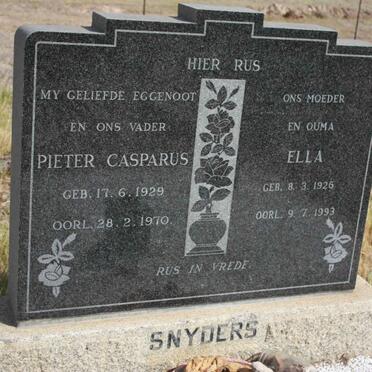 HIER RUS
MY GELIEFDE EGGENOOT
EN ONS VADER
PIETER CASPARUS
GEB. 17. 6. 1929
OORL. 28. 2. 1970.
ONS MOEDER
EN OUMA
ELLA
GEB. 8. 3. 1926
OORL. 9. 7. 1993
RUS IN VREDE.
SNYDERS